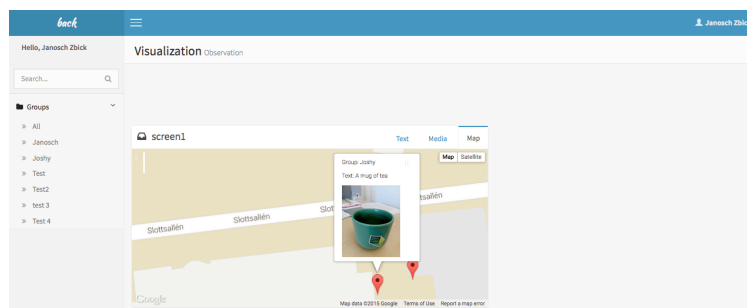 back
Janosch Zbick
Hello, Janosch Zbick
Visualization Observation
Search...
Groups
» All
» Janosch
» Joshy
» Test
» Test2
» test 3
» Test 4
screen1
Text Media Map
Map Satellite
Group: Joshy
Text: A mug of tea
Slottsallén
Slottsallén
Slot
tsallén
Google
Map data ©2015 Google Terms of Use Report a map error